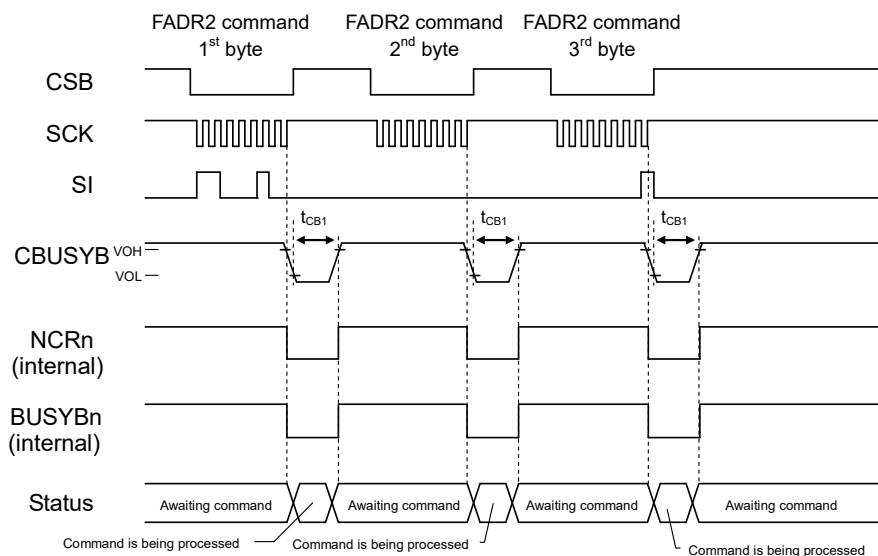 FADR2 command FADR2 command FADR2 command
1st byte 2nd byte 3rd byte
CSB
SCK
SI
tCB1 tCB1 tCB1
CBUSYB VOH
VOL
NCRn
(internal)
BUSYBn
(internal)
Status Awaiting command Awaiting command Awaiting command Awaiting command
Command is being processed Command is being processed Command is being processed